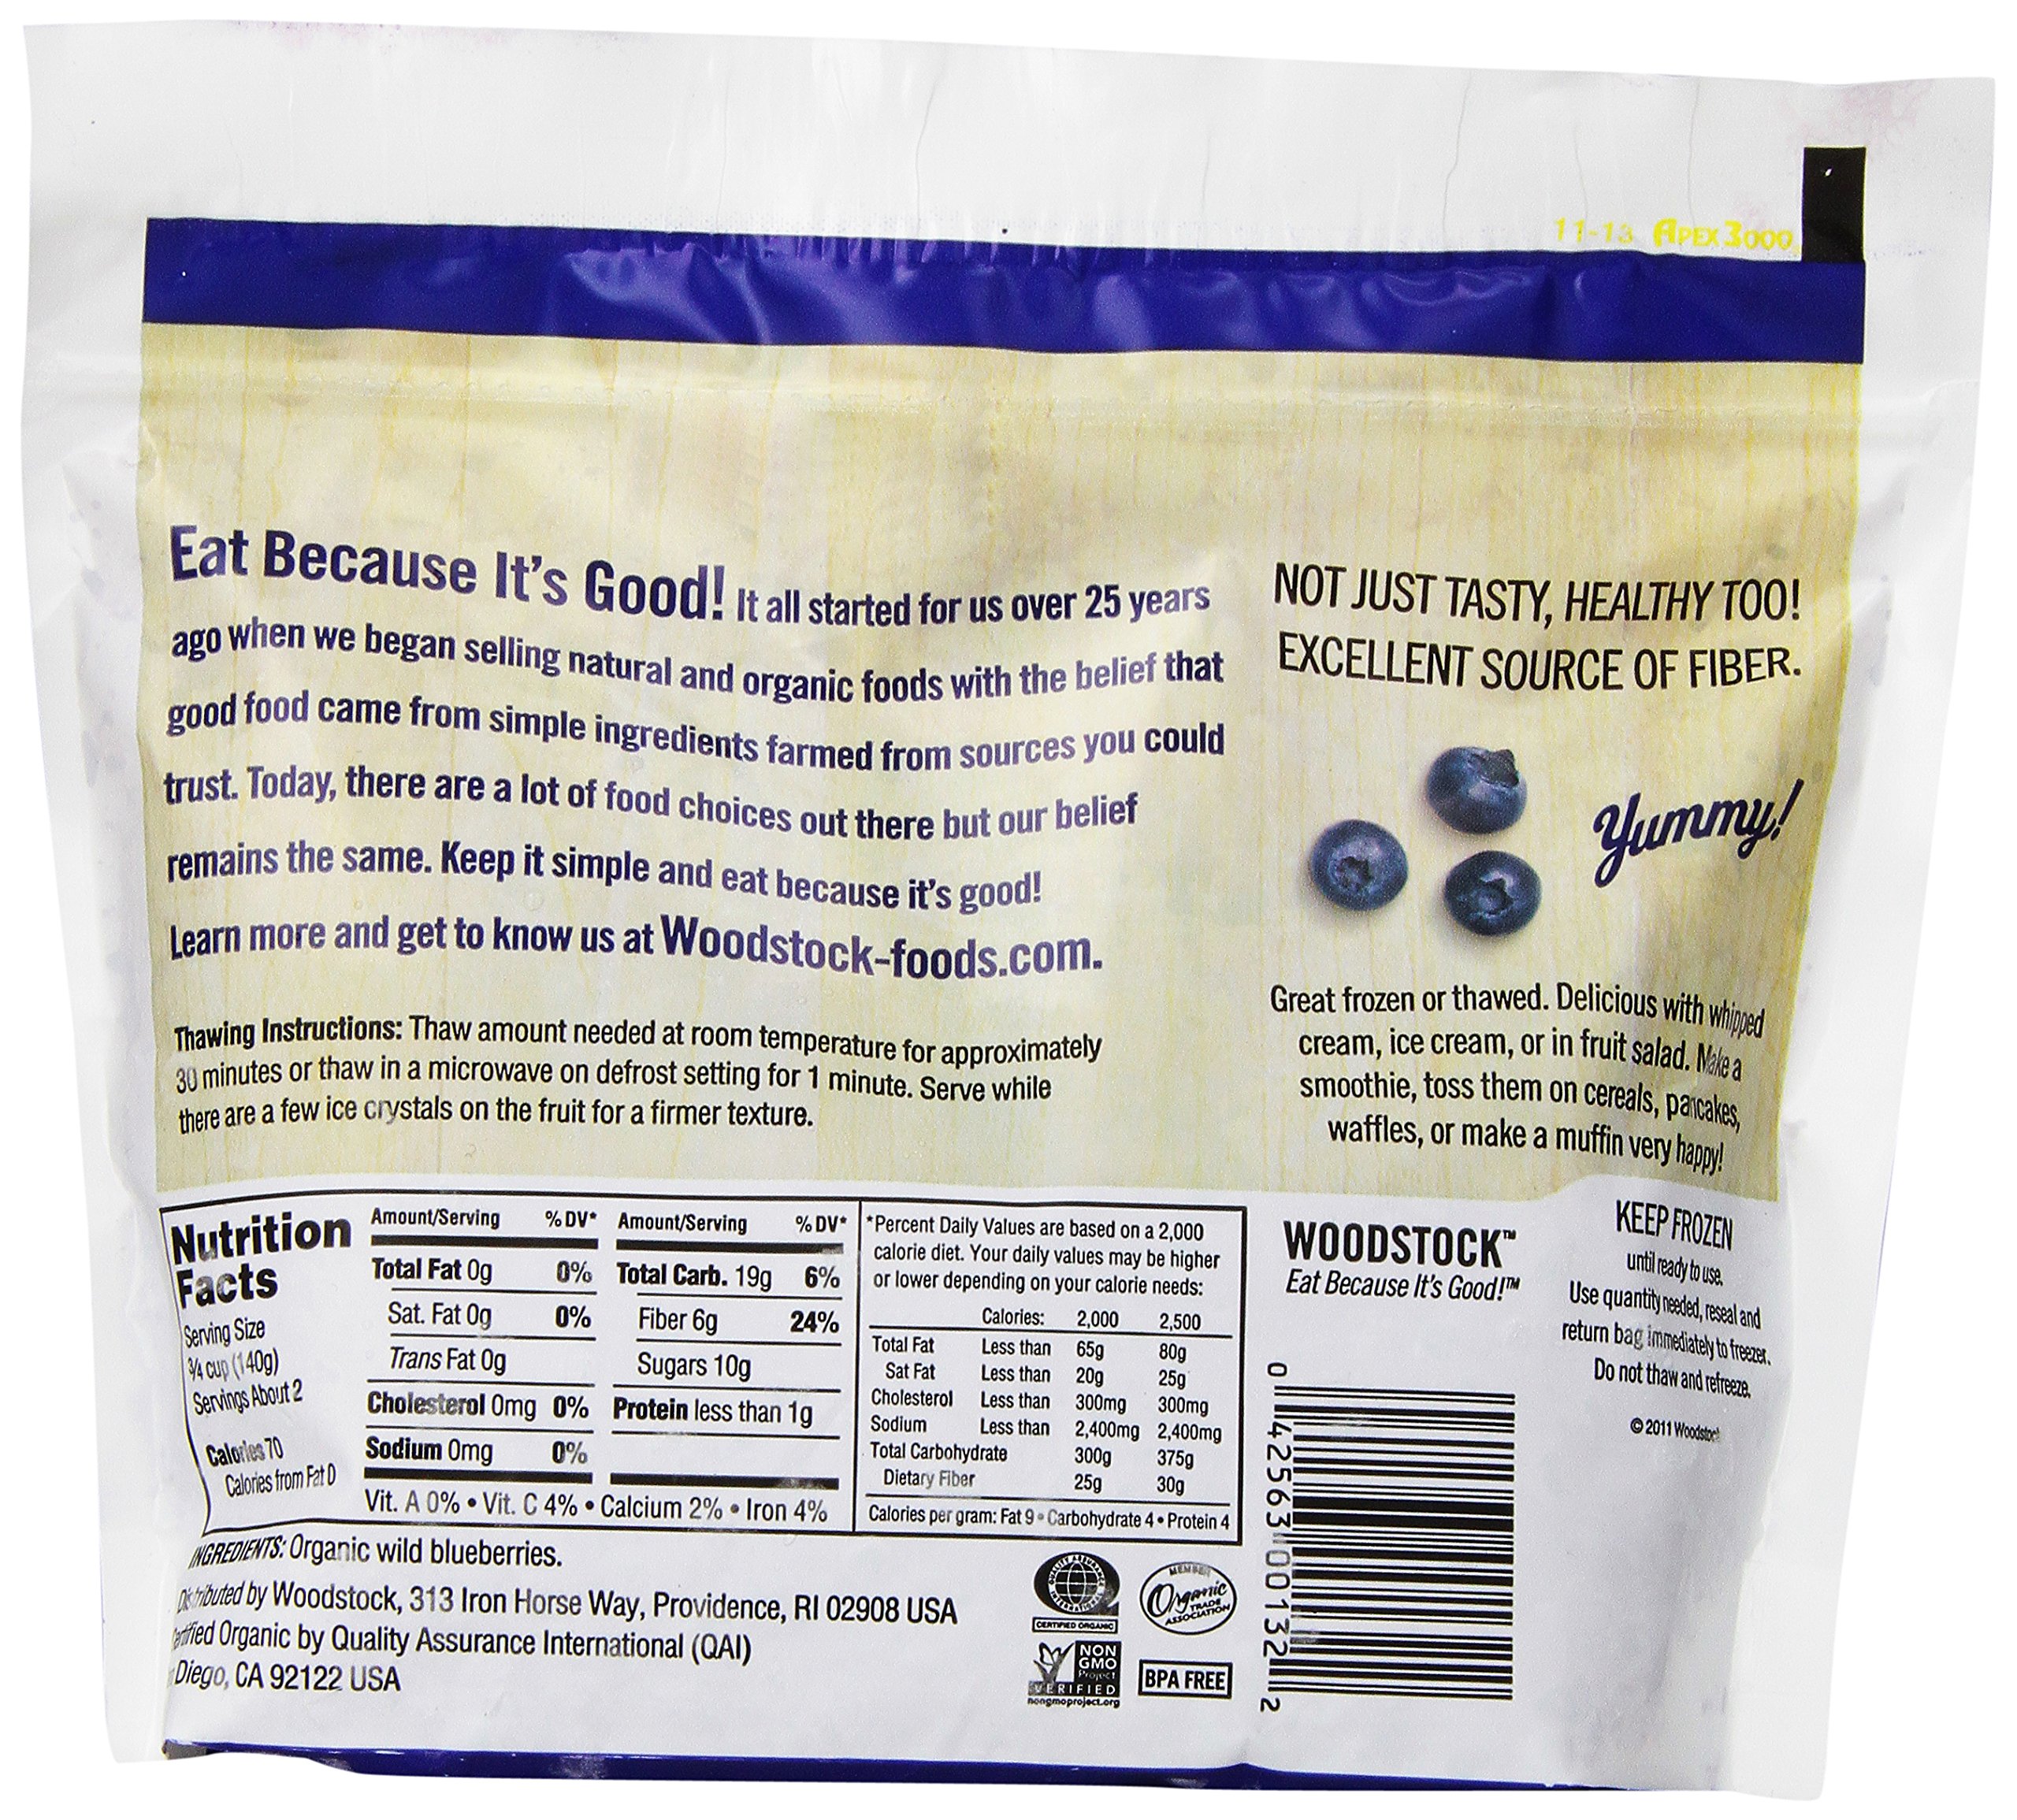 11-13 APEX 3000
Eat Because It's Good! It all started for us over 25 years
ago when we began selling natural and organic foods with the belief that
good food came from simple ingredients farmed from sources you could
trust. Today, there are a lot of food choices out there but our belief
remains the same. Keep it simple and eat because it's good!
Learn more and get to know us at Woodstock-foods.com.
Thawing Instructions: Thaw amount needed at room temperature for approximately
30 minutes or thaw in a microwave on defrost setting for 1 minute. Serve while
there are a few ice crystals on the fruit for a firmer texture.
NOT JUST TASTY, HEALTHY TOO!
EXCELLENT SOURCE OF FIBER.
Yummy!
Great frozen or thawed. Delicious with whipped
cream, ice cream, or in fruit salad. Make a
smoothie, toss them on cereals, pancakes,
waffles, or make a muffin very happy!
Nutrition
Facts
Serving Size
3/4 cup (140g)
Servings About 2
Calories 70
Calories from Fat 0
Amount/Serving %DV*
Total Fat 0g 0%
Sat. Fat 0g 0%
Trans Fat 0g
Cholesterol 0mg 0%
Sodium 0mg 0%
Amount/Serving %DV*
Total Carb. 19g 6%
Fiber 6g 24%
Sugars 10g
Protein less than 1g
Vit. A 0% • Vit. C 4% • Calcium 2% • Iron 4%
*Percent Daily Values are based on a 2,000
calorie diet. Your daily values may be higher
or lower depending on your calorie needs:
Calories: 2,000 2,500
Total Fat Less than 65g 80g
Sat Fat Less than 20g 25g
Cholesterol Less than 300mg 300mg
Sodium Less than 2,400mg 2,400mg
Total Carbohydrate 300g 375g
Dietary Fiber 25g 30g
Calories per gram: Fat 9 • Carbohydrate 4 • Protein 4
INGREDIENTS: Organic wild blueberries.
Distributed by Woodstock, 313 Iron Horse Way, Providence, RI 02908 USA
Certified Organic by Quality Assurance International (QAI)
Diego, CA 92122 USA
QUALITY ASSURANCE INTERNATIONAL
CERTIFIED ORGANIC
MEMBER
Organic
TRADE
ASSOCIATION
NON
GMO
Project
VERIFIED
nongmoproject.org
BPA FREE
WOODSTOCK™
Eat Because It's Good!™
0 42563 00132 2
KEEP FROZEN
until ready to use.
Use quantity needed, reseal and
return bag immediately to freezer.
Do not thaw and refreeze.
© 2011 Woodstock